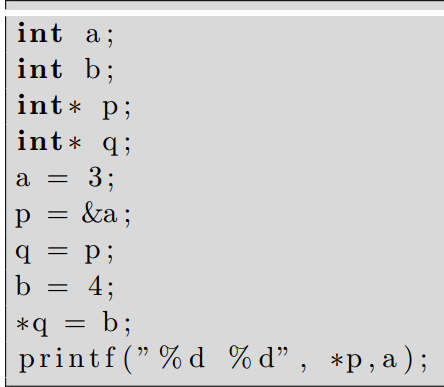 int a;
int b;
int* p;
int* q;
a = 3;
p = &a;
q = p;
b = 4;
*q = b;
printf("%d %d", *p,a);